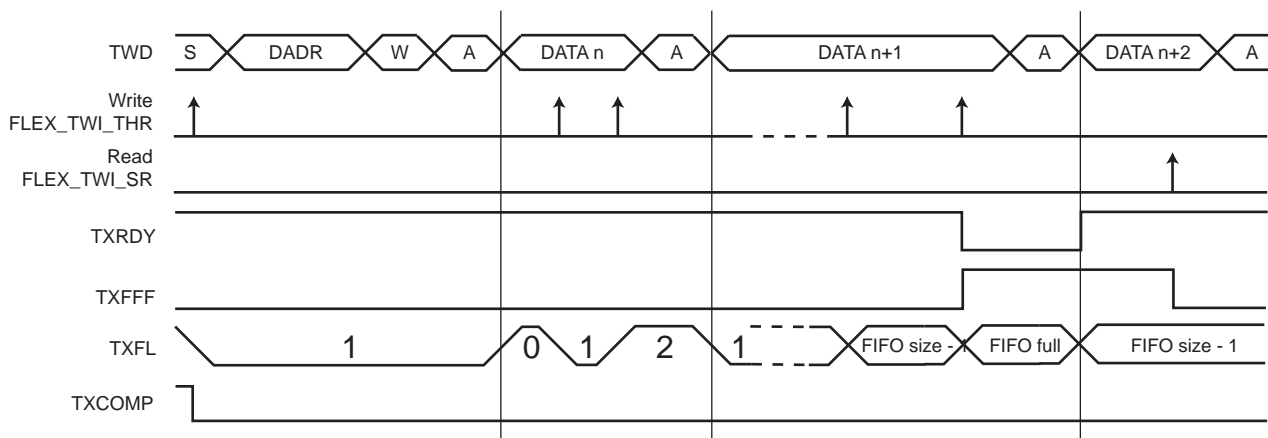 TWD S DADR W A DATA n A DATA n+1 A DATA n+2 A
Write
FLEX_TWI_THR
Read
FLEX_TWI_SR
TXRDY
TXFFF
TXFL 1 0 1 2 1 FIFO size - 1 FIFO full FIFO size - 1
TXCOMP